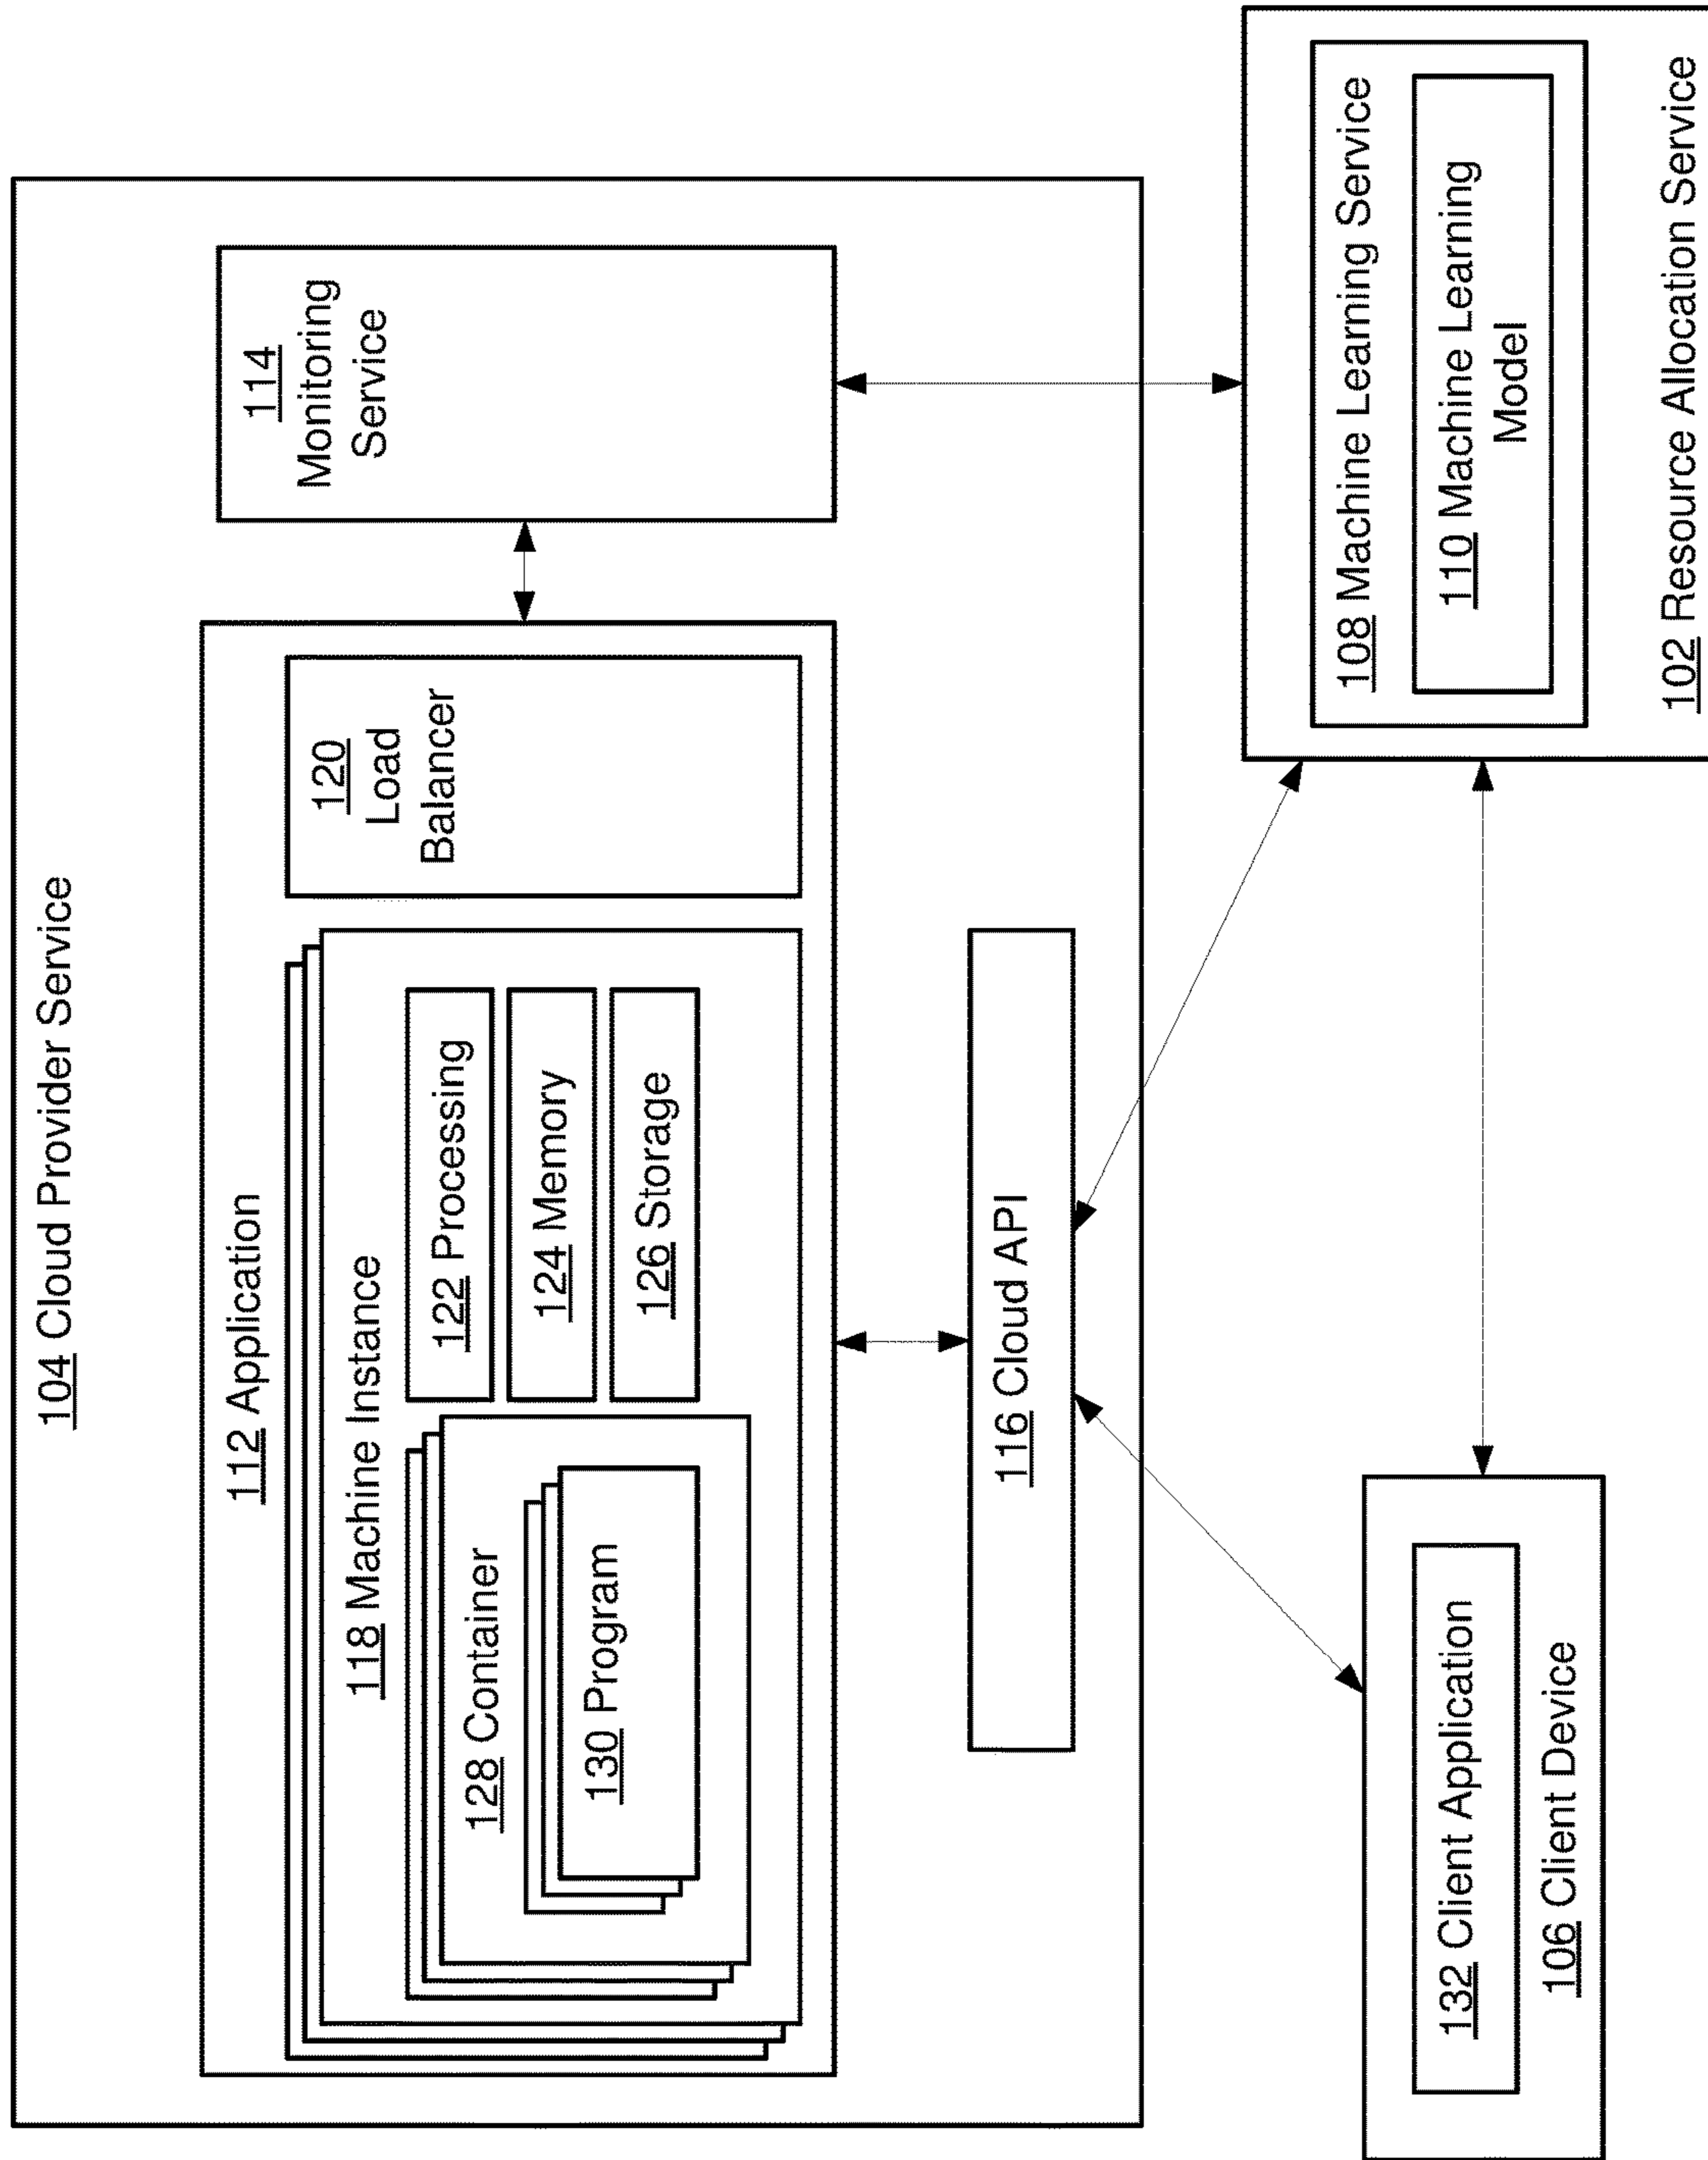 104 Cloud Provider Service
112 Application
118 Machine Instance
128 Container
130 Program
122 Processing
124 Memory
126 Storage
120
Load
Balancer
114
Monitoring
Service
116 Cloud API
132 Client Application
106 Client Device
108 Machine Learning Service
110 Machine Learning
Model
102 Resource Allocation Service